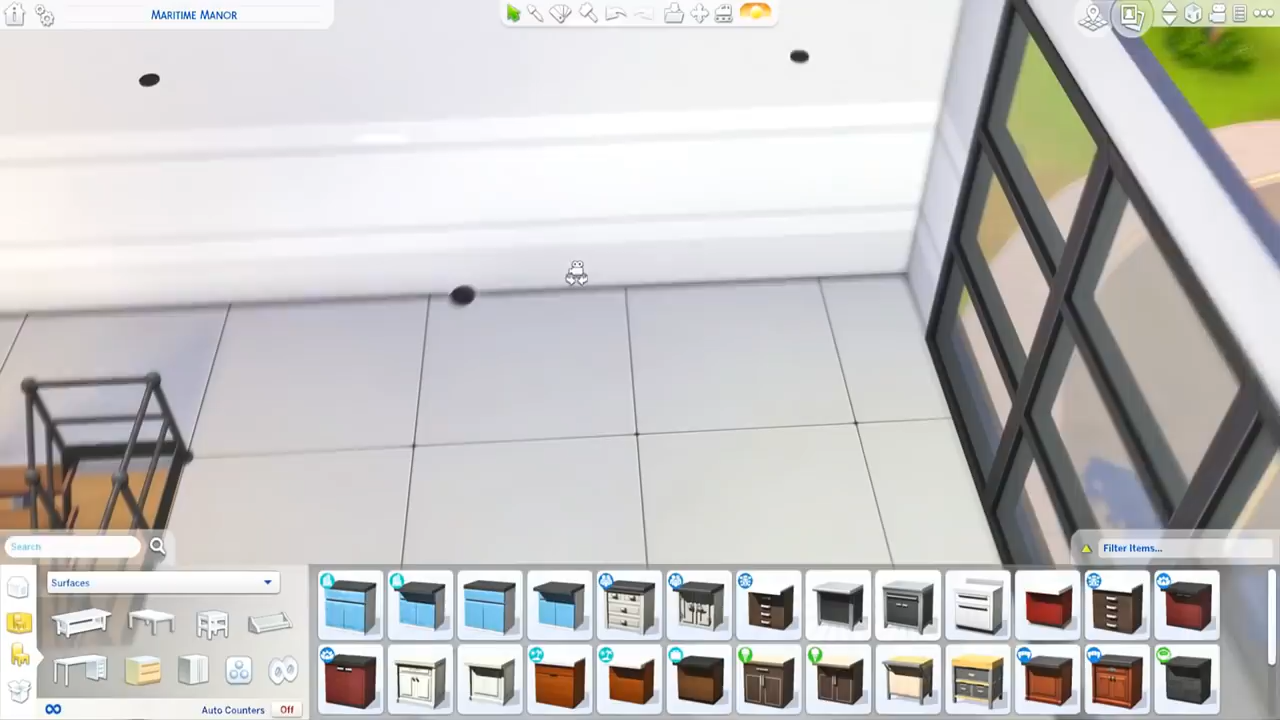 Maritime Manor
Search
Filter Items...
Surfaces
Auto Counters
Off